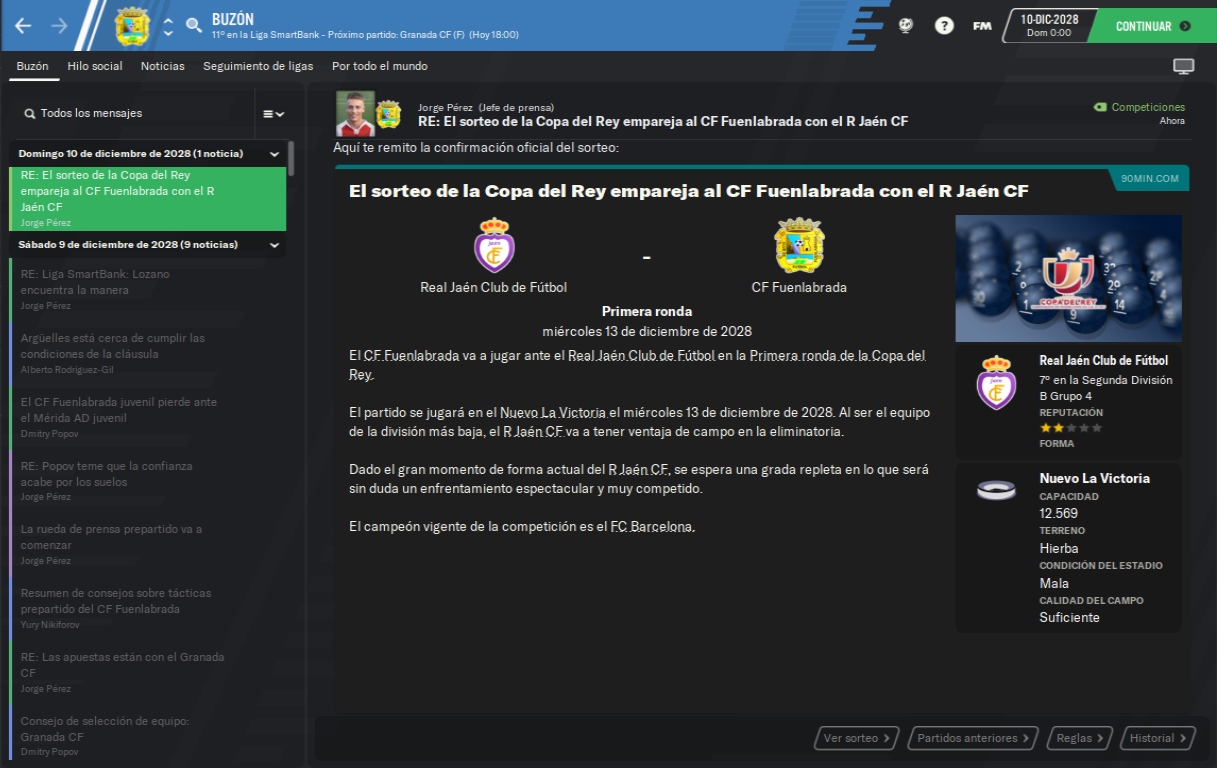 BUZÓN
11º en la Liga SmartBank - Próximo partido: Granada CF (F) (Hoy 18:00)
FM
10-DIC-2028
Dom 0:00
CONTINUAR
Buzón
Hilo social
Noticias
Seguimiento de ligas
Por todo el mundo
Todos los mensajes
Domingo 10 de diciembre de 2028 (1 noticia)
RE: El sorteo de la Copa del Rey
empareja al CF Fuenlabrada con el R
Jaén CF
Jorge Pérez
Sábado 9 de diciembre de 2028 (9 noticias)
RE: Liga SmartBank: Lozano
encuentra la manera
Jorge Pérez
Argüelles está cerca de cumplir las
condiciones de la cláusula
Alberto Rodriguez-Gil
El CF Fuenlabrada juvenil pierde ante
el Mérida AD juvenil
Dmitry Popov
RE: Popov teme que la confianza
acabe por los suelos
Jorge Pérez
La rueda de prensa prepartido va a
comenzar
Jorge Pérez
Resumen de consejos sobre tácticas
prepartido del CF Fuenlabrada
Yury Nikiforov
RE: Las apuestas están con el Granada
CF
Jorge Pérez
Consejo de selección de equipo:
Granada CF
Dmitry Popov
Jorge Pérez (Jefe de prensa)
RE: El sorteo de la Copa del Rey empareja al CF Fuenlabrada con el R Jaén CF
Competiciones
Ahora
Aquí te remito la confirmación oficial del sorteo:
90MIN.COM
El sorteo de la Copa del Rey empareja al CF Fuenlabrada con el R Jaén CF
-
Real Jaén Club de Fútbol
CF Fuenlabrada
Primera ronda
miércoles 13 de diciembre de 2028
El CF Fuenlabrada va a jugar ante el Real Jaén Club de Fútbol en la Primera ronda de la Copa del
Rey.
El partido se jugará en el Nuevo La Victoria el miércoles 13 de diciembre de 2028. Al ser el equipo
de la división más baja, el R Jaén CF va a tener ventaja de campo en la eliminatoria.
Dado el gran momento de forma actual del R Jaén CF, se espera una grada repleta en lo que será
sin duda un enfrentamiento espectacular y muy competido.
El campeón vigente de la competición es el FC Barcelona.
COPA DEL REY
Real Jaén Club de Fútbol
7º en la Segunda División
B Grupo 4
REPUTACIÓN
FORMA
Nuevo La Victoria
CAPACIDAD
12.569
TERRENO
Hierba
CONDICIÓN DEL ESTADIO
Mala
CALIDAD DEL CAMPO
Suficiente
Ver sorteo
Partidos anteriores
Reglas
Historial